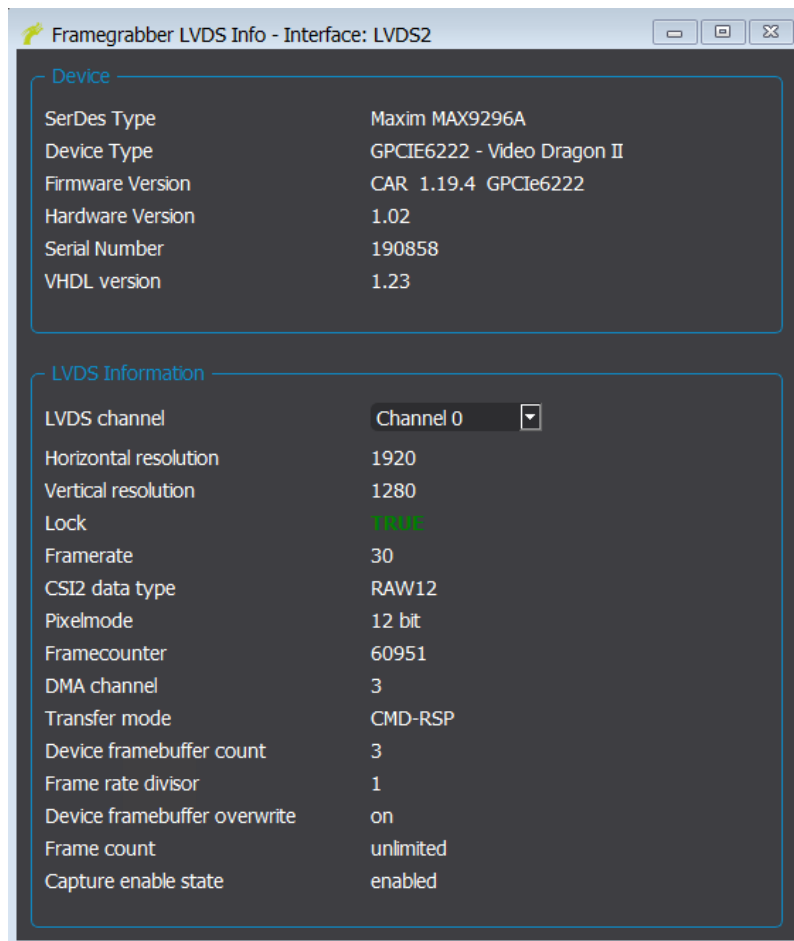 Framegrabber LVDS Info - Interface: LVDS2
Device
SerDes Type Maxim MAX9296A
Device Type GPCIE6222 - Video Dragon II
Firmware Version CAR 1.19.4 GPCIe6222
Hardware Version 1.02
Serial Number 190858
VHDL version 1.23
LVDS Information
LVDS channel Channel 0
Horizontal resolution 1920
Vertical resolution 1280
Lock TRUE
Framerate 30
CSI2 data type RAW12
Pixelmode 12 bit
Framecounter 60951
DMA channel 3
Transfer mode CMD-RSP
Device framebuffer count 3
Frame rate divisor 1
Device framebuffer overwrite on
Frame count unlimited
Capture enable state enabled